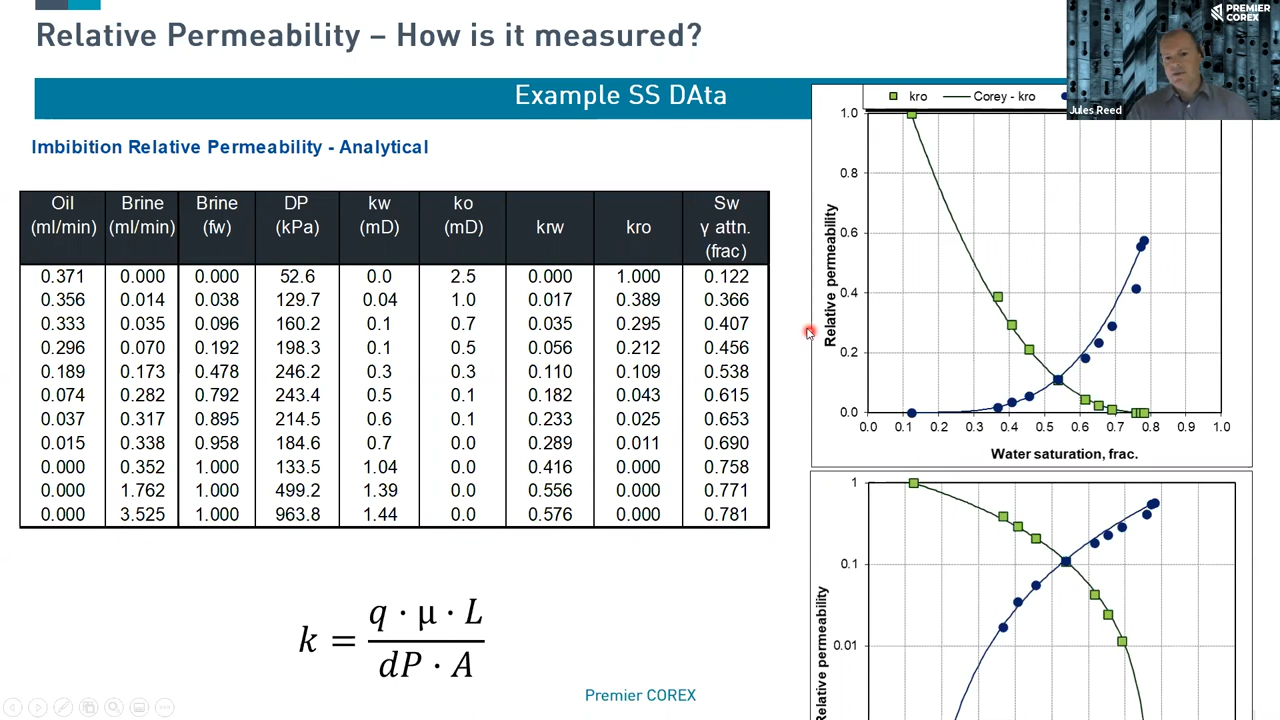 Relative Permeability – How is it measured?
PREMIER
COREX
Jules Reed
Example SS DAta
Imbibition Relative Permeability - Analytical
Oil (ml/min) Brine (ml/min) Brine (fw) DP (kPa) kw (mD) ko (mD) krw kro Sw γ attn. (frac)
0.371 0.000 0.000 52.6 0.0 2.5 0.000 1.000 0.122
0.356 0.014 0.038 129.7 0.04 1.0 0.017 0.389 0.366
0.333 0.035 0.096 160.2 0.1 0.7 0.035 0.295 0.407
0.296 0.070 0.192 198.3 0.1 0.5 0.056 0.212 0.456
0.189 0.173 0.478 246.2 0.3 0.3 0.110 0.109 0.538
0.074 0.282 0.792 243.4 0.5 0.1 0.182 0.043 0.615
0.037 0.317 0.895 214.5 0.6 0.1 0.233 0.025 0.653
0.015 0.338 0.958 184.6 0.7 0.0 0.289 0.011 0.690
0.000 0.352 1.000 133.5 1.04 0.0 0.416 0.000 0.758
0.000 1.762 1.000 499.2 1.39 0.0 0.556 0.000 0.771
0.000 3.525 1.000 963.8 1.44 0.0 0.576 0.000 0.781
k = q · μ · L / dP · A
Premier COREX
kro Corey - kro
1.0
0.8
0.6
0.4
0.2
0.0
Relative permeability
0.0 0.1 0.2 0.3 0.4 0.5 0.6 0.7 0.8 0.9 1.0
Water saturation, frac.
1
0.1
0.01
Relative permeability